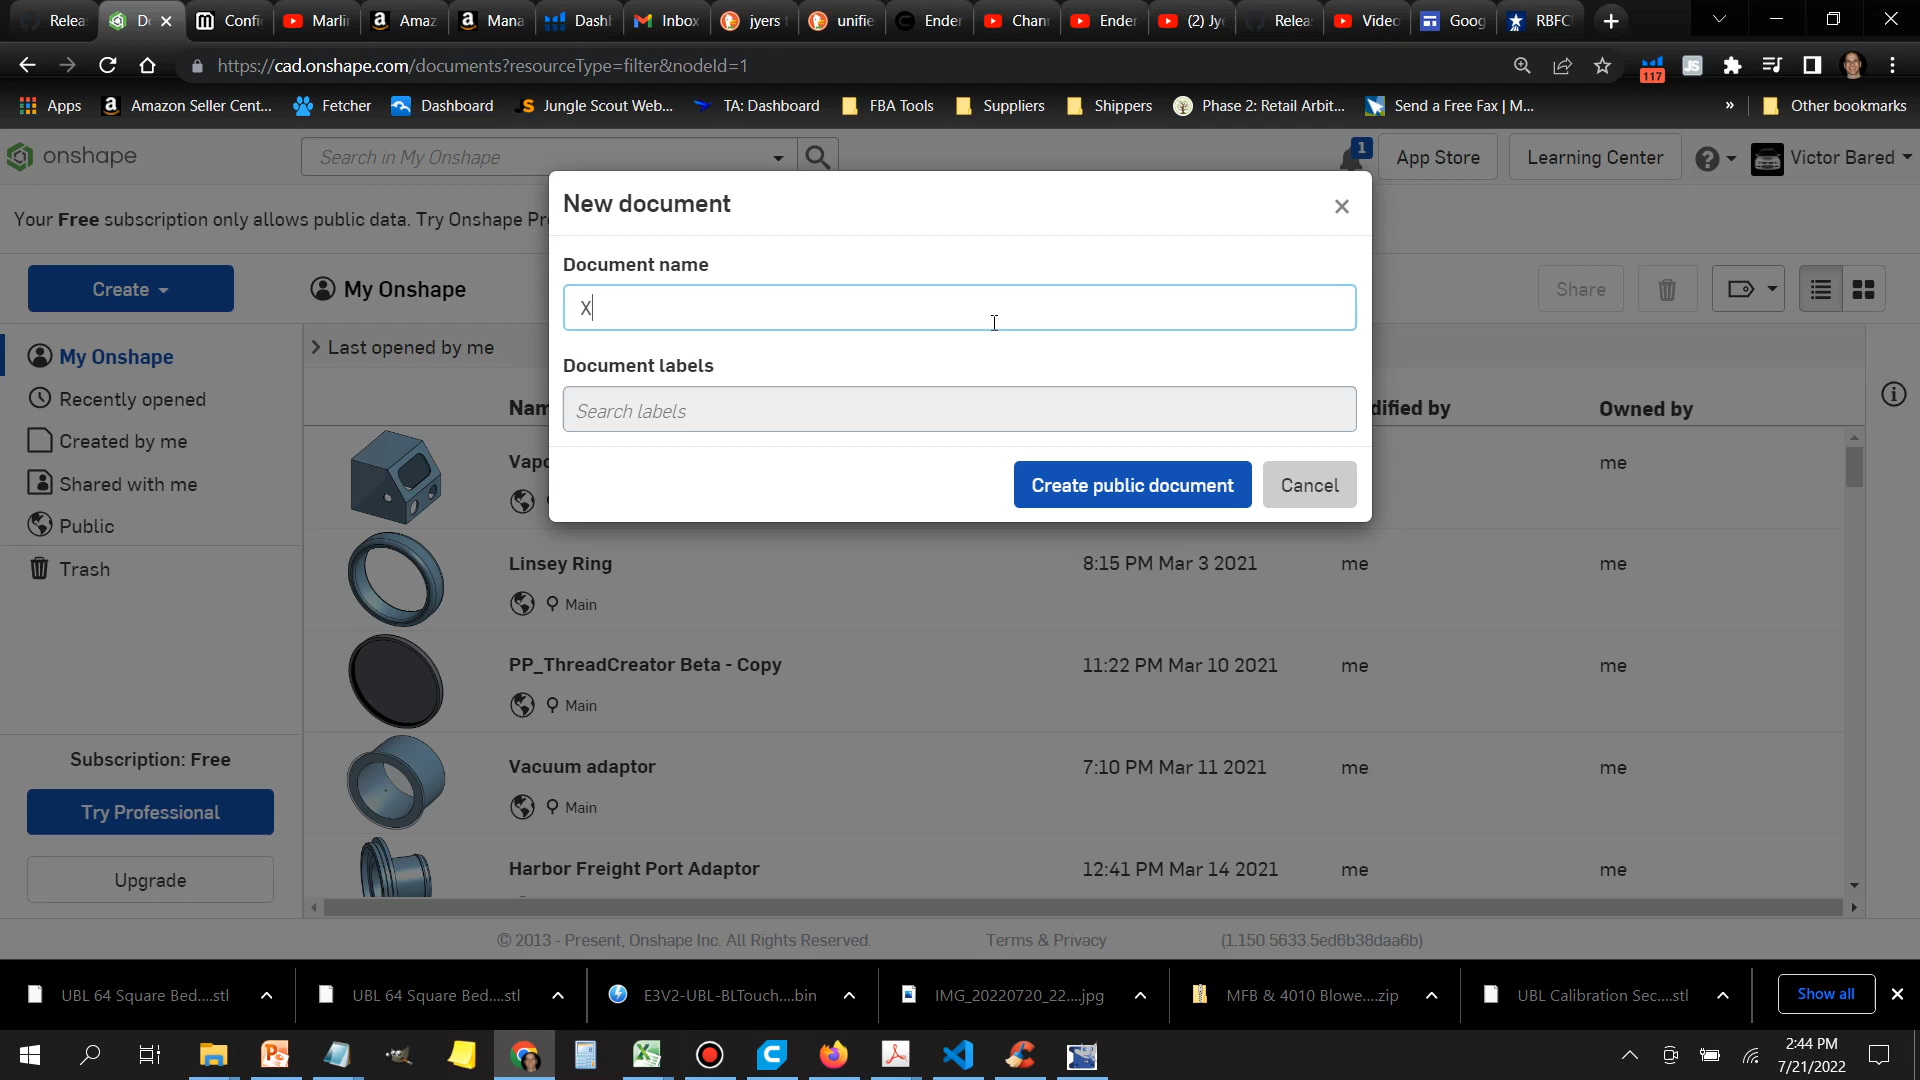 Relea De Confi Marlin Amaz Mana Dashl Inbox jyers unifie Ender Chan Ender (2) Jye Relea Video Goog RBFC
https://cad.onshape.com/documents?resourceType=filter&nodeId=1 117 JS
Apps Amazon Seller Cent... Fetcher Dashboard Jungle Scout Web... TA: Dashboard FBA Tools Suppliers Shippers Phase 2: Retail Arbit... Send a Free Fax | M... » Other bookmarks
onshape Search in My Onshape 1 App Store Learning Center Victor Bared
Your Free subscription only allows public data. Try Onshape Pr
New document
Document name
X
Document labels
Search labels
Create public document Cancel
Create My Onshape Share
My Onshape
Recently opened
Created by me
Shared with me
Public
Trash
Last opened by me
Nam dified by Owned by
Vapo me
Linsey Ring 8:15 PM Mar 3 2021 me me
Main
PP_ThreadCreator Beta - Copy 11:22 PM Mar 10 2021 me me
Main
Vacuum adaptor 7:10 PM Mar 11 2021 me me
Main
Harbor Freight Port Adaptor 12:41 PM Mar 14 2021 me me
Subscription: Free
Try Professional
Upgrade
© 2013 - Present, Onshape Inc. All Rights Reserved. Terms & Privacy (1.150.5633.5ed6b38daa6b)
UBL 64 Square Bed....stl UBL 64 Square Bed....stl E3V2-UBL-BLTouch....bin IMG_20220720_22....jpg MFB & 4010 Blowe....zip UBL Calibration Sec....stl Show all
2:44 PM
7/21/2022